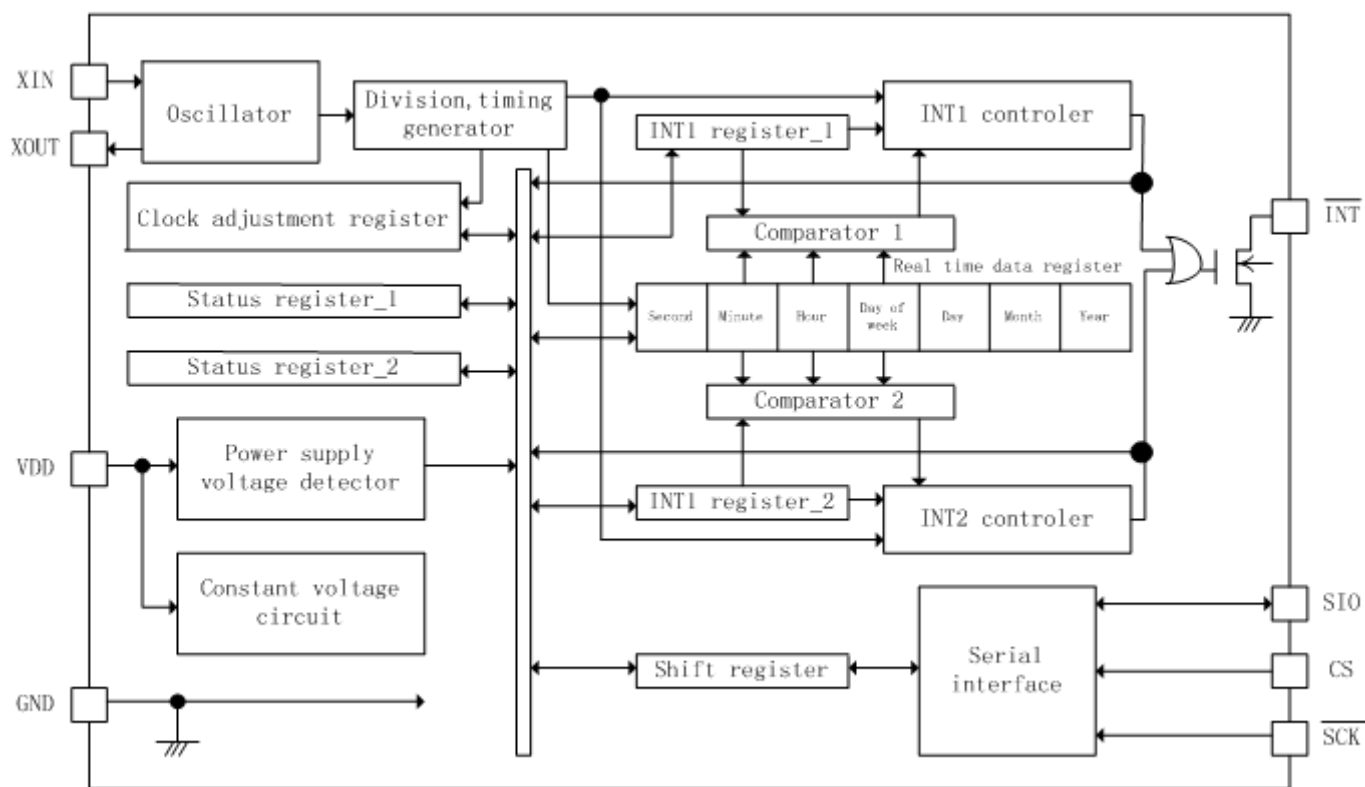 XIN
XOUT
Oscillator
Division,timing
generator
INT1 register_1
INT1 controler
Clock adjustment register
Comparator 1
INT
Real time data register
Status register_1
Second
Minute
Hour
Day of
week
Day
Month
Year
Status register_2
Comparator 2
VDD
Power supply
voltage detector
INT1 register_2
INT2 controler
Constant voltage
circuit
SIO
Shift register
Serial
interface
CS
GND
SCK